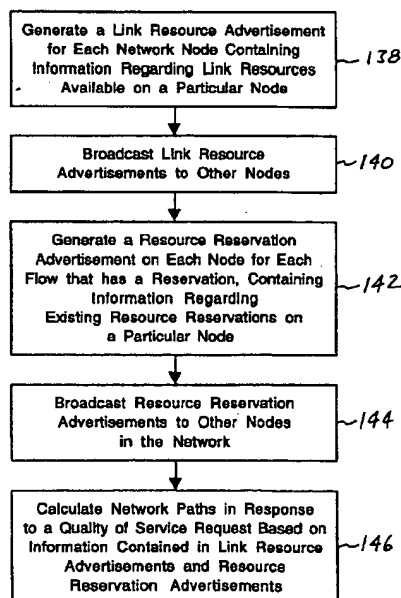 Generate a Link Resource Advertisement
for Each Network Node Containing
Information Regarding Link Resources
Available on a Particular Node
138
Broadcast Link Resource
Advertisements to Other Nodes
140
Generate a Resource Reservation
Advertisement on Each Node for Each
Flow that has a Reservation, Containing
Information Regarding
Existing Resource Reservations on
a Particular Node
142
Broadcast Resource Reservation
Advertisements to Other Nodes
in the Network
144
Calculate Network Paths in Response
to a Quality of Service Request Based on
Information Contained in Link Resource
Advertisements and Resource
Reservation Advertisements
146